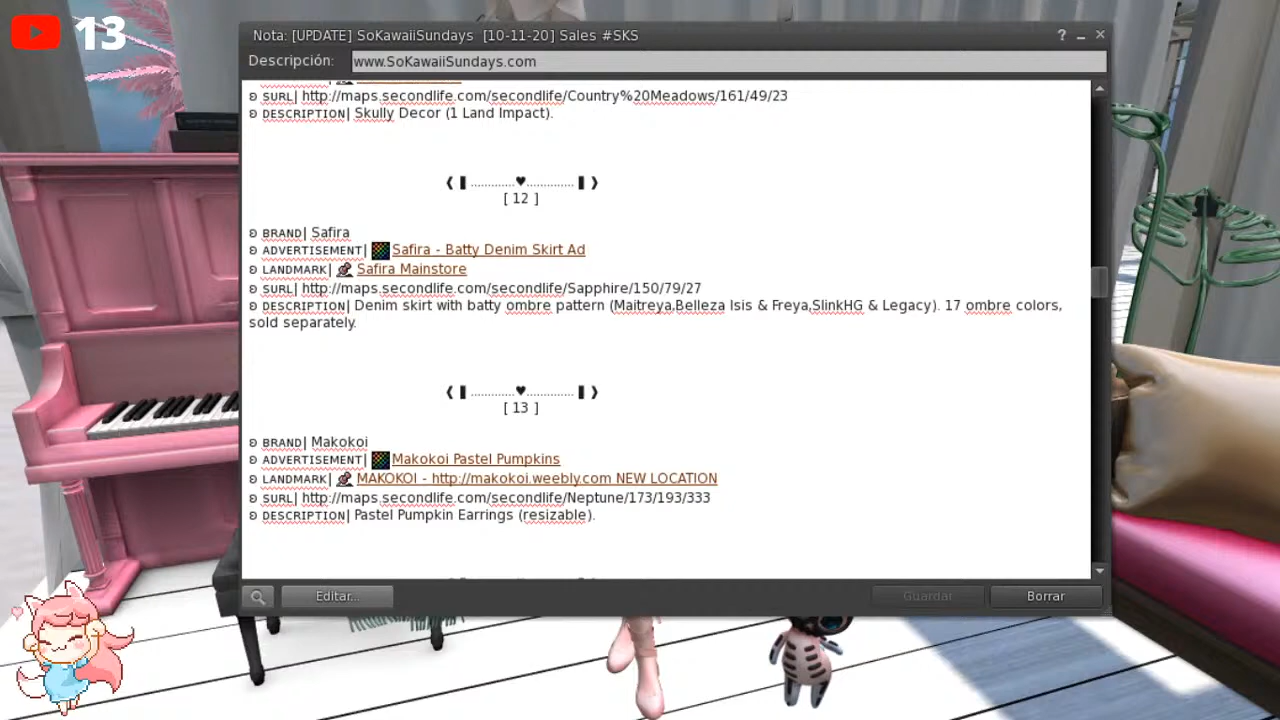 13
Nota: [UPDATE] SoKawaiiSundays [10-11-20] Sales #SKS
? _ ×
Descripción: www.SoKawaiiSundays.com
ʚ SURL| http://maps.secondlife.com/secondlife/Country%20Meadows/161/49/23
ʚ DESCRIPTION| Skully Decor (1 Land Impact).
❰ ▌............♥............▐ ❱
[ 12 ]
ʚ BRAND| Safira
ʚ ADVERTISEMENT| Safira - Batty Denim Skirt Ad
ʚ LANDMARK| Safira Mainstore
ʚ SURL| http://maps.secondlife.com/secondlife/Sapphire/150/79/27
ʚ DESCRIPTION| Denim skirt with batty ombre pattern (Maitreya,Belleza Isis & Freya,SlinkHG & Legacy). 17 ombre colors,
sold separately.
❰ ▌............♥............▐ ❱
[ 13 ]
ʚ BRAND| Makokoi
ʚ ADVERTISEMENT| Makokoi Pastel Pumpkins
ʚ LANDMARK| MAKOKOI - http://makokoi.weebly.com NEW LOCATION
ʚ SURL| http://maps.secondlife.com/secondlife/Neptune/173/193/333
ʚ DESCRIPTION| Pastel Pumpkin Earrings (resizable).
Editar... Guardar Borrar